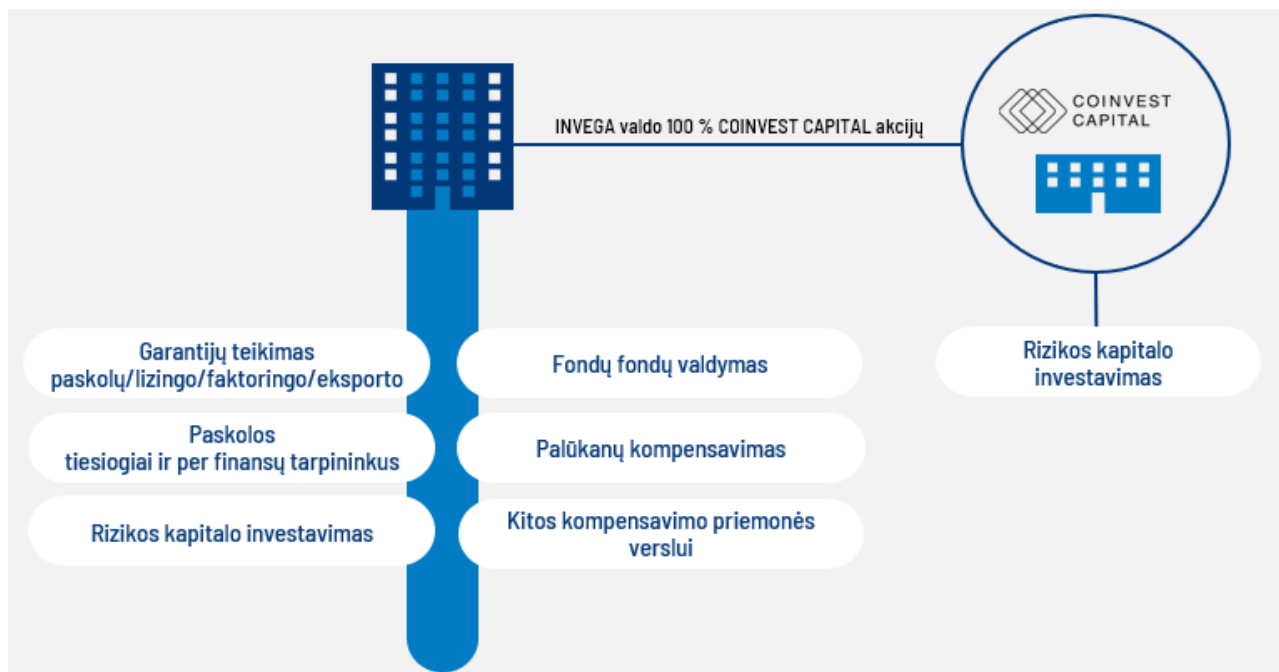 COINVEST
CAPITAL
INVEGA valdo 100 % COINVEST CAPITAL akcijų
Garantijų teikimas
paskolų/lizingo/faktoringo/eksporto
Fondų fondų valdymas
Rizikos kapitalo
investavimas
Paskolos
tiesiogiai ir per finansų tarpininkus
Palūkanų kompensavimas
Rizikos kapitalo investavimas
Kitos kompensavimo priemonės
verslui